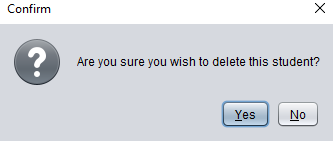 Confirm
Are you sure you wish to delete this student?
Yes No